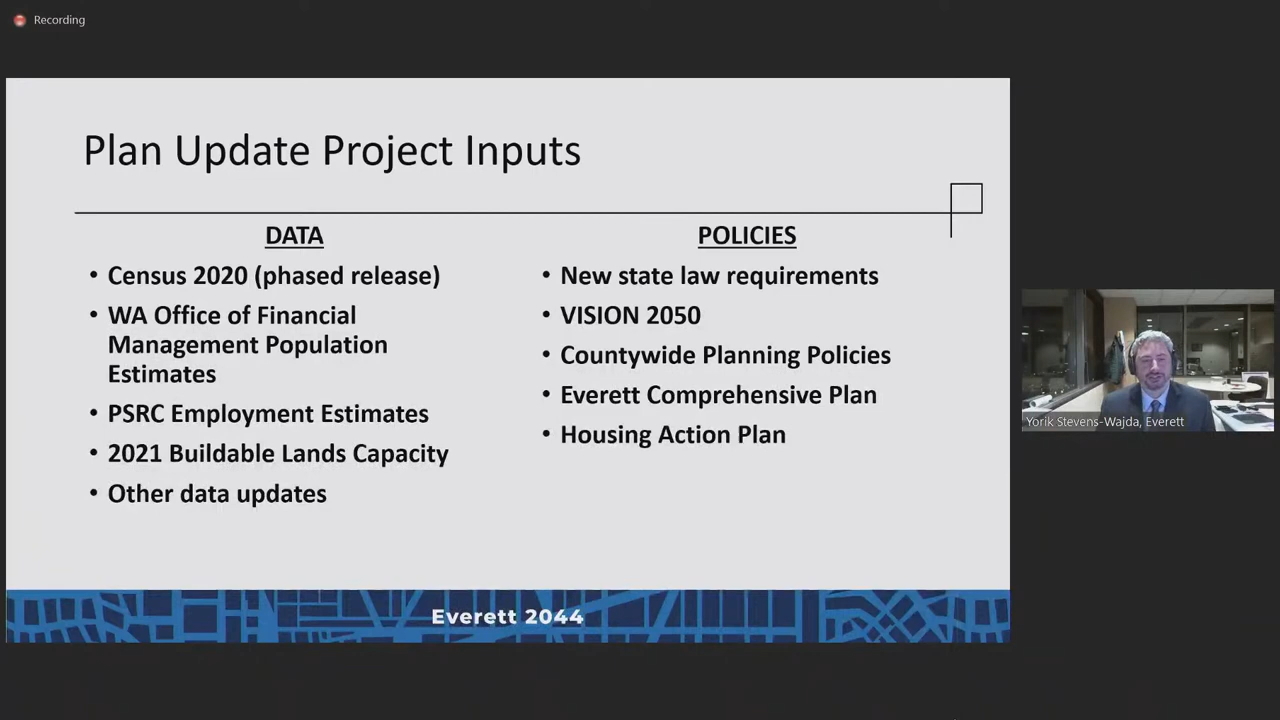 Recording
Plan Update Project Inputs
DATA
• Census 2020 (phased release)
• WA Office of Financial
Management Population
Estimates
• PSRC Employment Estimates
• 2021 Buildable Lands Capacity
• Other data updates
POLICIES
• New state law requirements
• VISION 2050
• Countywide Planning Policies
• Everett Comprehensive Plan
• Housing Action Plan
Yorik Stevens-Wajda, Everett
Everett 2044